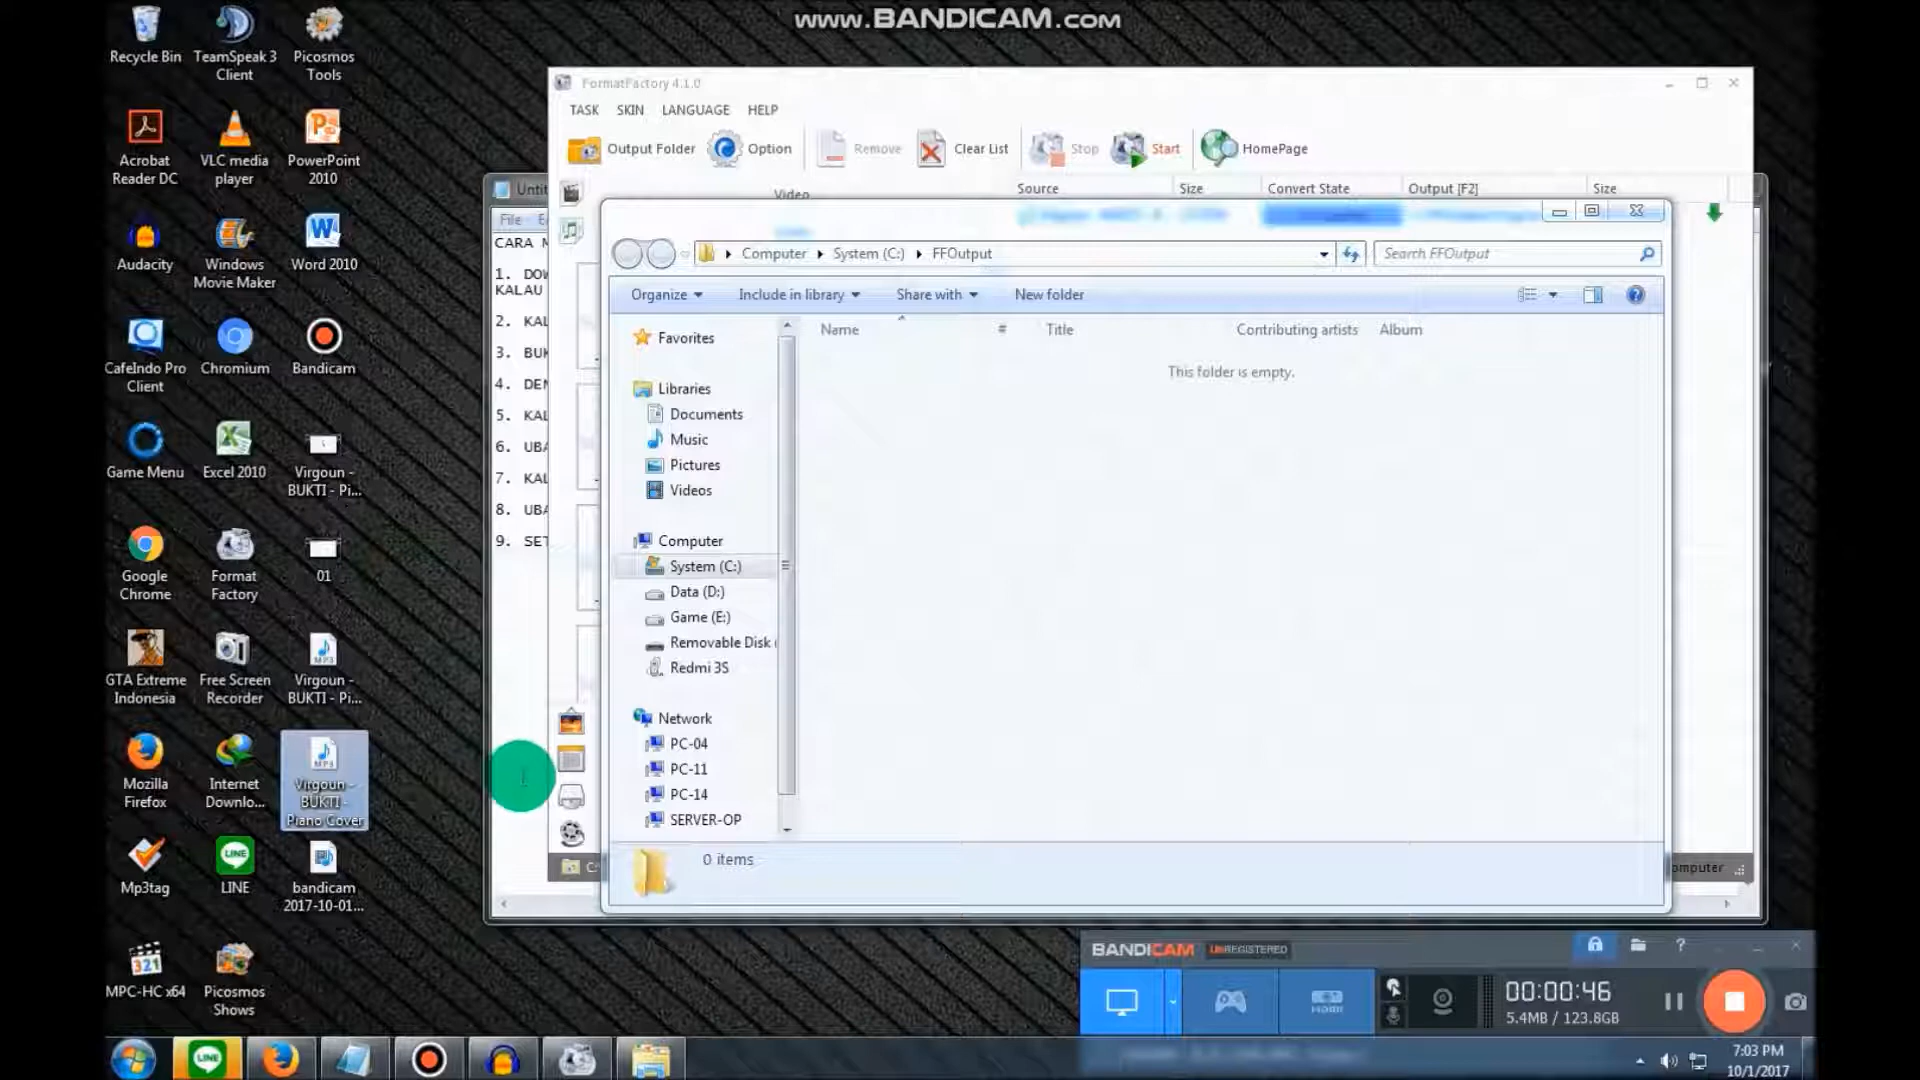 www.BANDICAM.com
Recycle Bin
TeamSpeak 3
Client
Picosmos
Tools
Acrobat
Reader DC
VLC media
player
PowerPoint
2010
Audacity
Windows
Movie Maker
Word 2010
CafeIndo Pro
Client
Chromium
Bandicam
Game Menu
Excel 2010
Virgoun -
BUKTI - Pi...
Google
Chrome
Format
Factory
01
GTA Extreme
Indonesia
Free Screen
Recorder
Virgoun -
BUKTI - Pi...
Mozilla
Firefox
Internet
Downlo...
Virgoun -
BUKTI -
Piano Cover
Mp3tag
LINE
bandicam
2017-10-01...
MPC-HC x64
Picosmos
Shows
FormatFactory 4.1.0
TASK SKIN LANGUAGE HELP
Output Folder Option Remove Clear List Stop Start HomePage
Video
Source Size Convert State Output [F2] Size
Untit
File E
CARA M
1. DOW
KALAU
2. KAL
3. BUK
4. DEN
5. KAL
6. UBA
7. KAL
8. UBA
9. SET
Computer System (C:) FFOutput
Search FFOutput
Organize Include in library Share with New folder
Name # Title Contributing artists Album
This folder is empty.
Favorites
Libraries
Documents
Music
Pictures
Videos
Computer
System (C:)
Data (D:)
Game (E:)
Removable Disk (
Redmi 3S
Network
PC-04
PC-11
PC-14
SERVER-OP
0 items
C:
omputer
BANDICAM UNREGISTERED
HDMI
00:00:46
5.4MB / 123.8GB
7:03 PM
10/1/2017